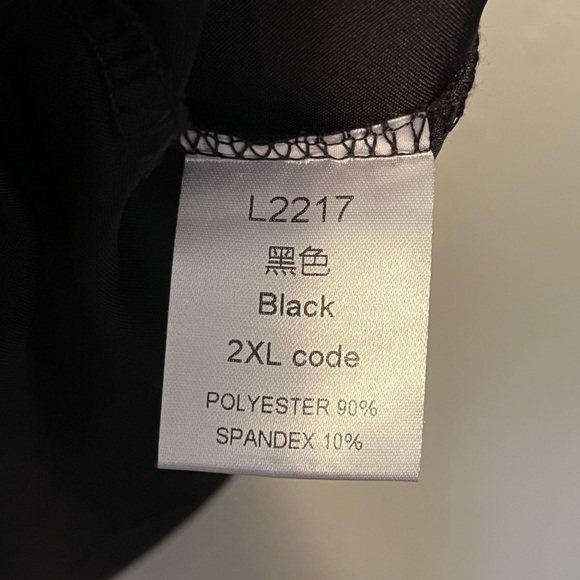 L2217
黑色
Black
2XL code
POLYESTER 90%
SPANDEX 10%